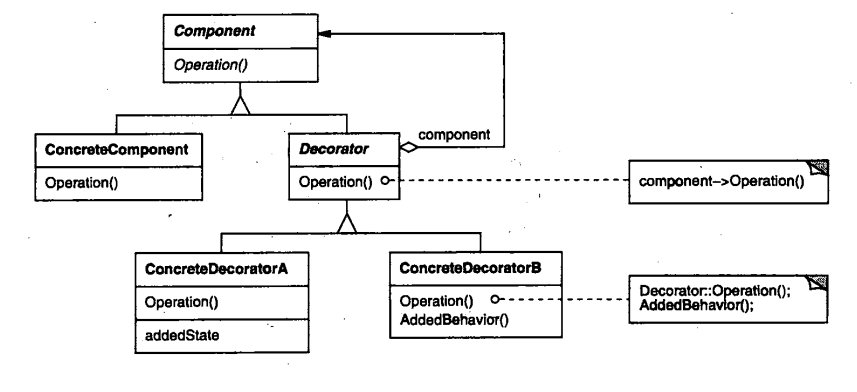 Component
Operation()
component
ConcreteComponent
Operation()
Decorator
Operation()
component–>Operation()
ConcreteDecoratorA
Operation()
addedState
ConcreteDecoratorB
Operation()
AddedBehavior()
Decorator::Operation();
AddedBehavior();